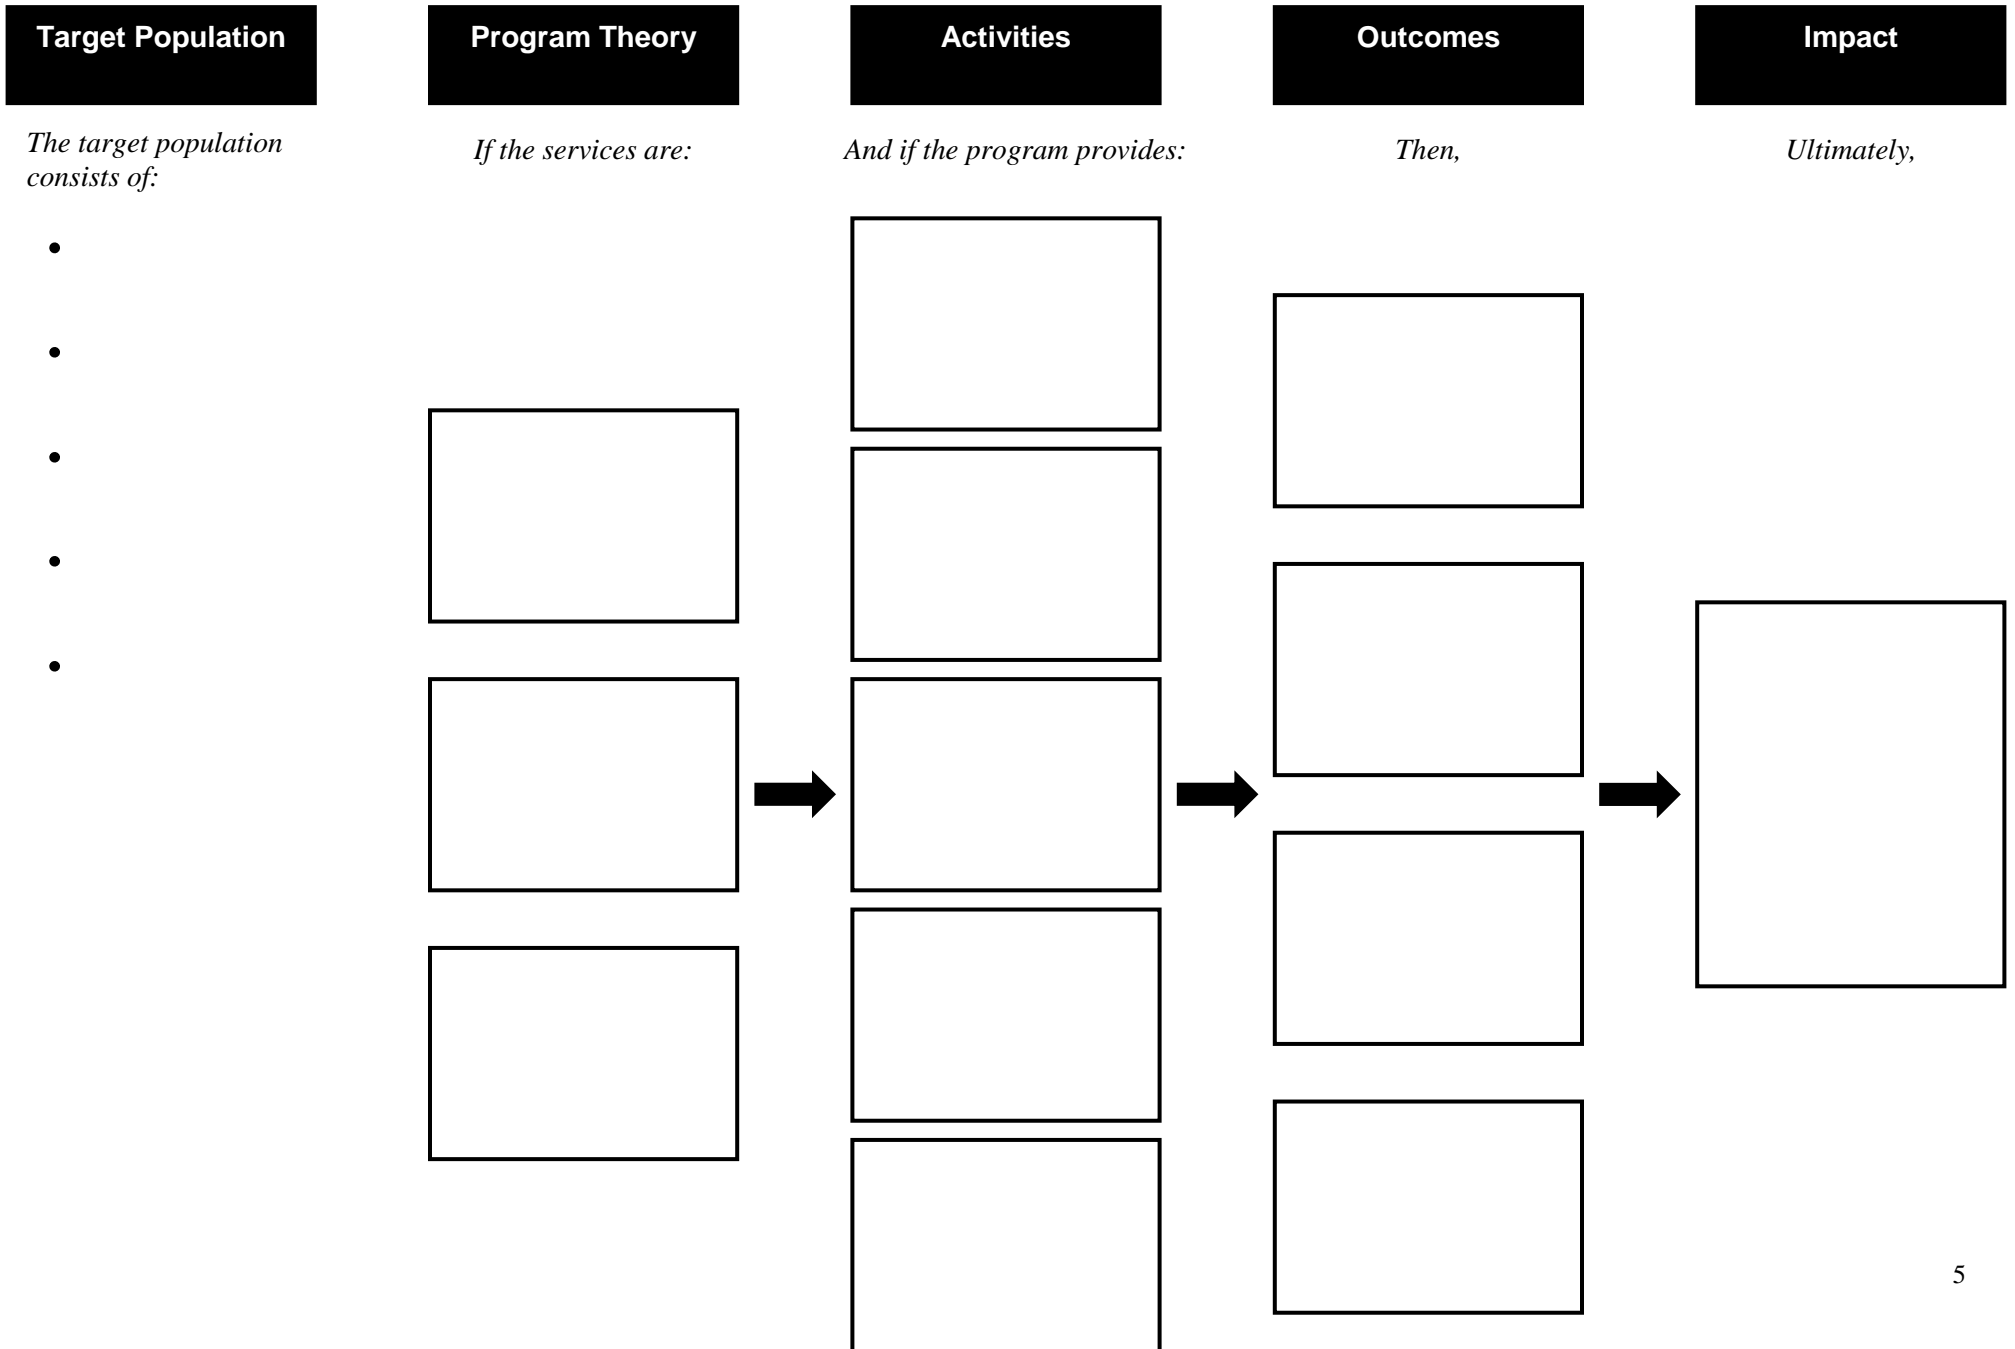 Target Population
Program Theory
Activities
Outcomes
Impact
The target population
consists of:
If the services are:
And if the program provides:
Then,
Ultimately,
•
•
•
•
•
5